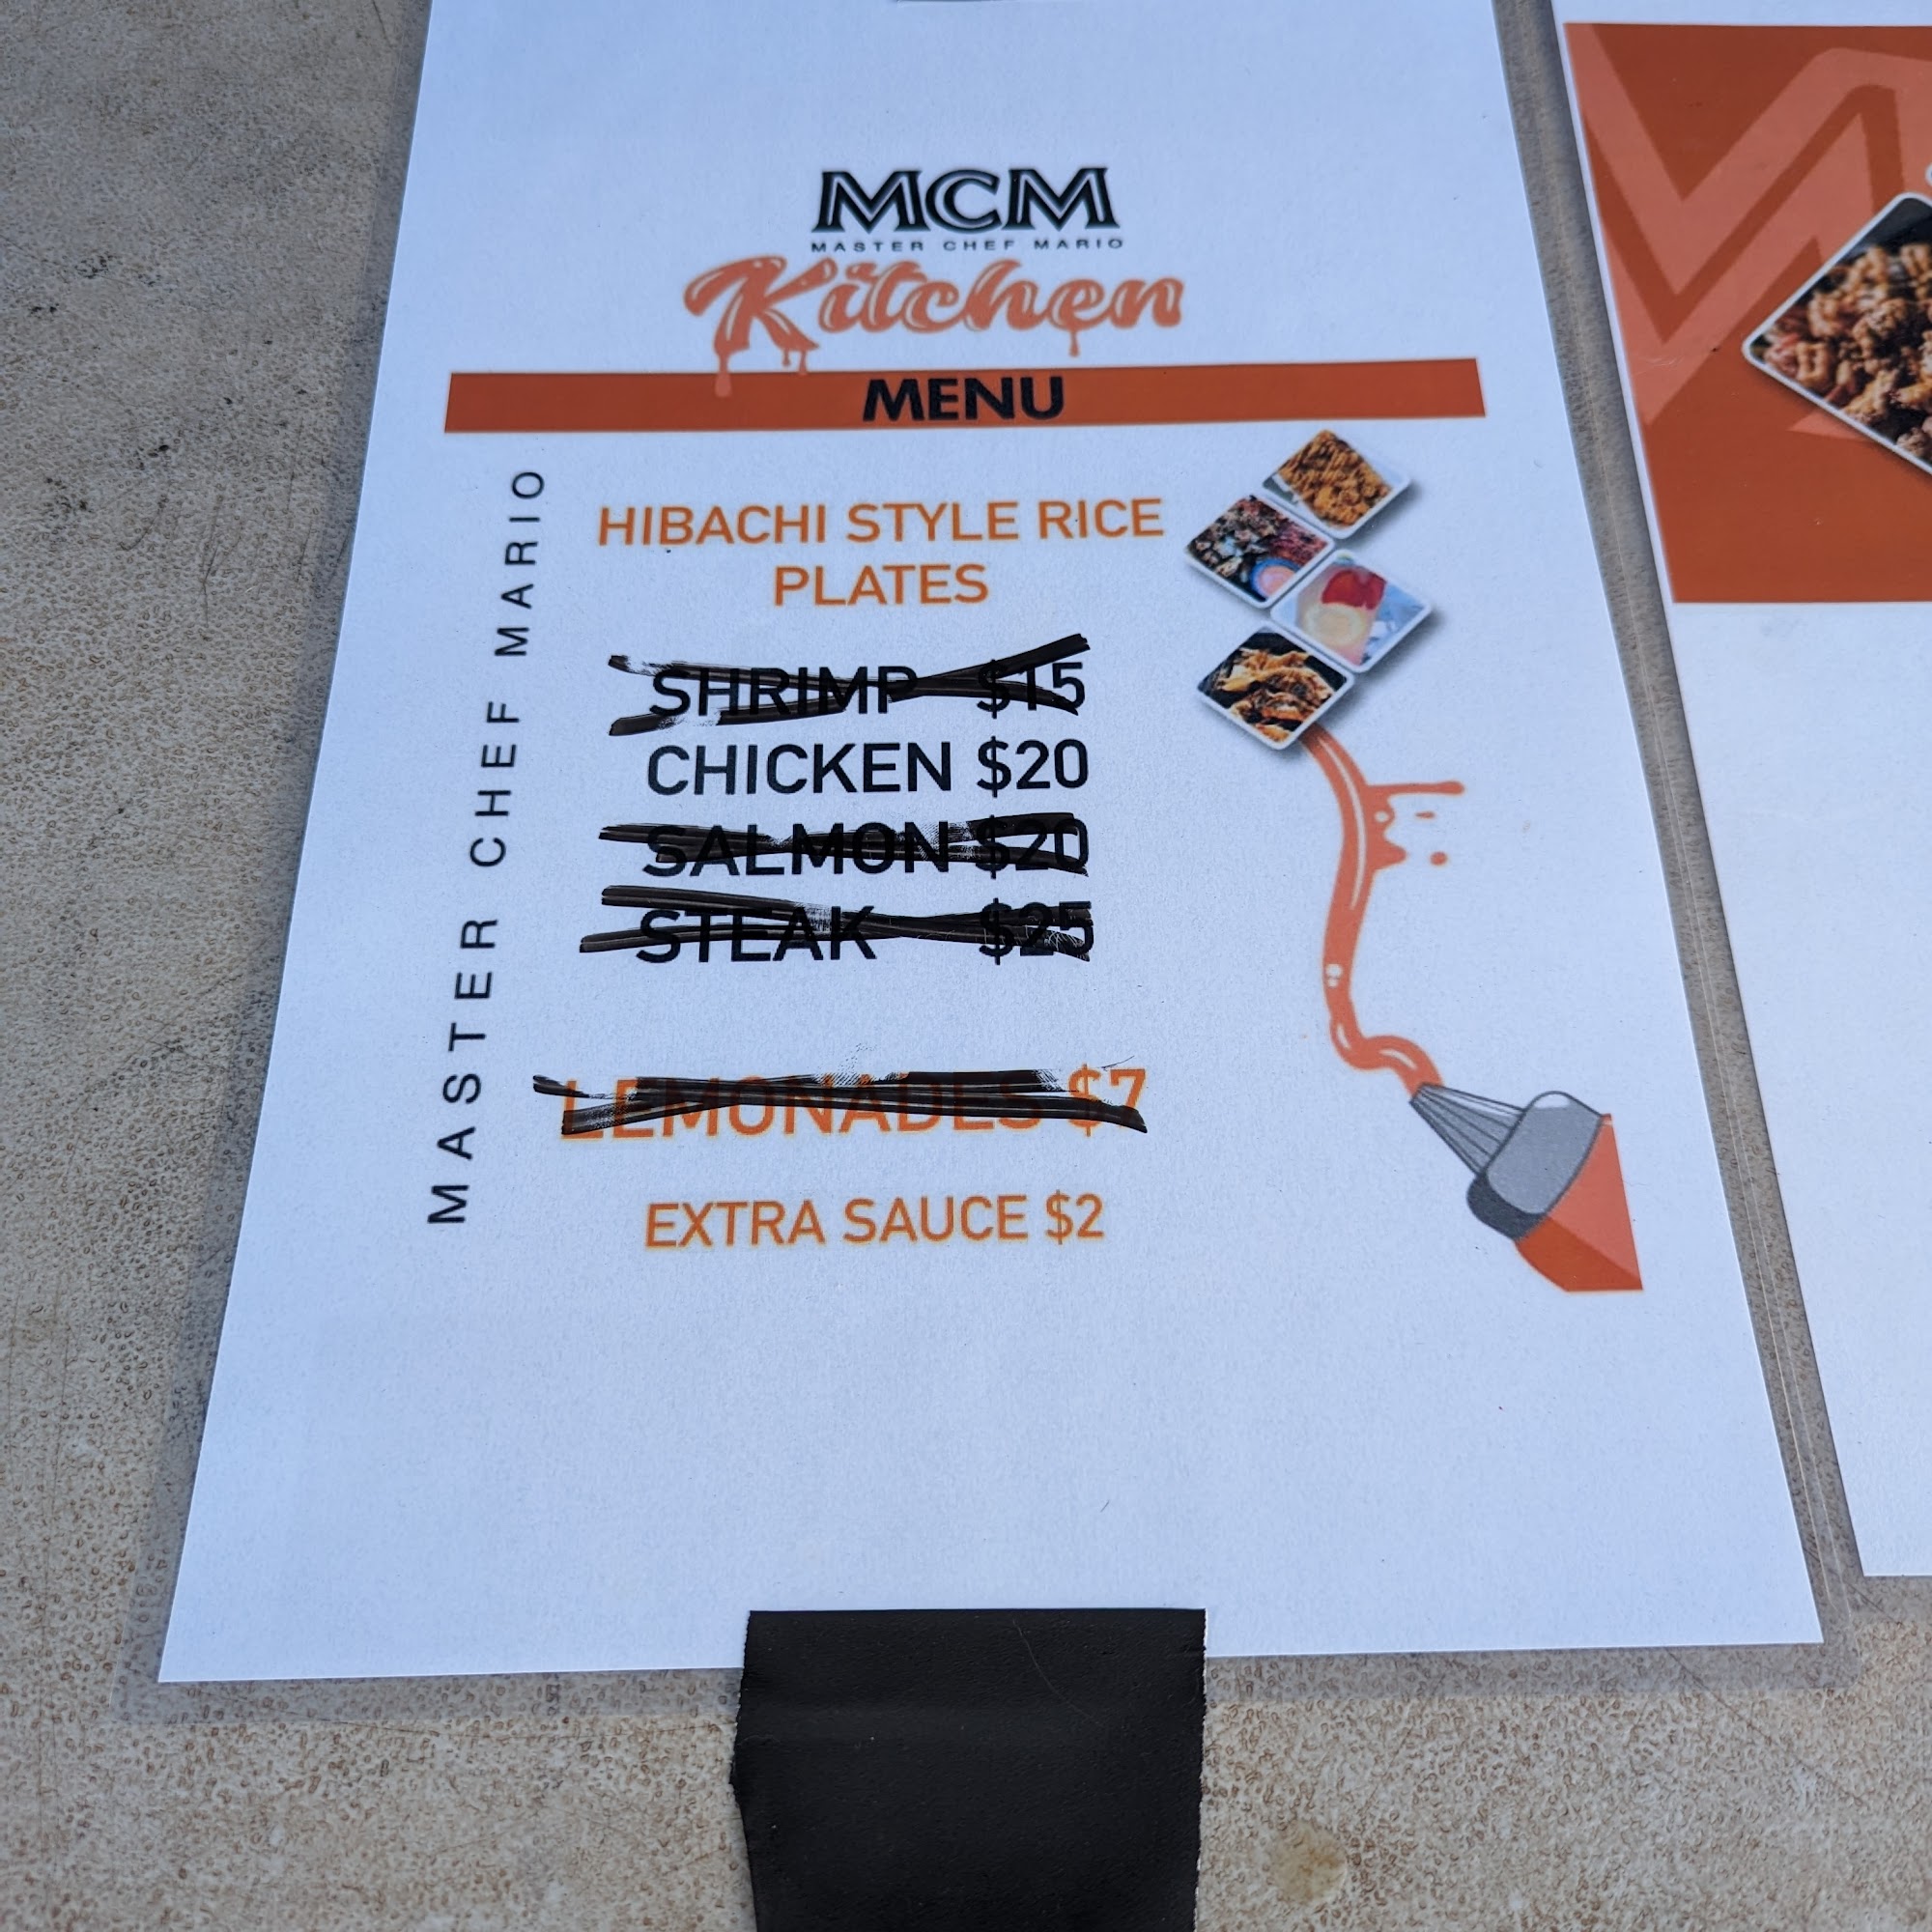 MCM
MASTER CHEF MARIO
Kitchen
MENU
MASTER CHEF MARIO
HIBACHI STYLE RICE
PLATES
SHRIMP $15
CHICKEN $20
SALMON $20
STEAK $25
LEMONADES $7
EXTRA SAUCE $2